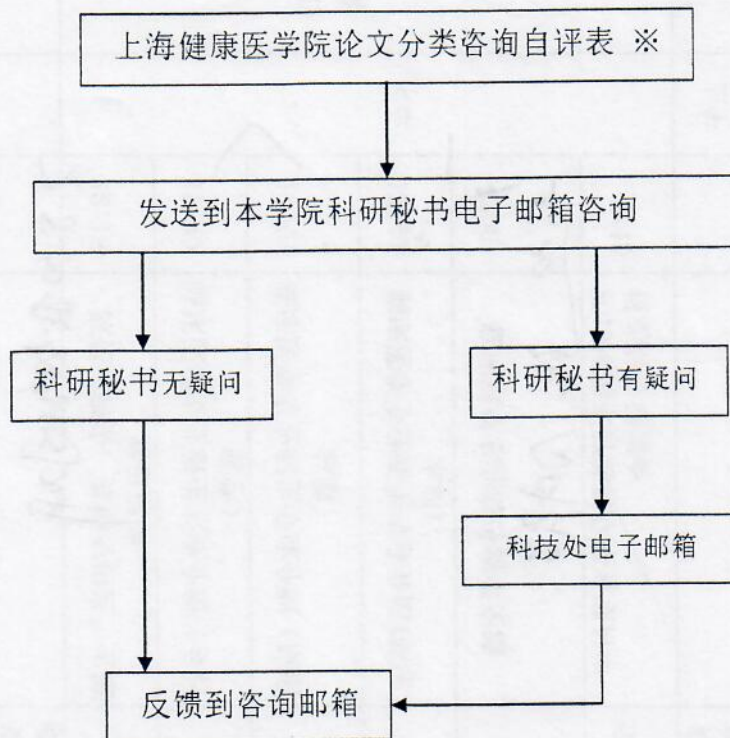 上海健康医学院论文分类咨询自评表 ※
发送到本学院科研秘书电子邮箱咨询
科研秘书无疑问
科研秘书有疑问
科技处电子邮箱
反馈到咨询邮箱